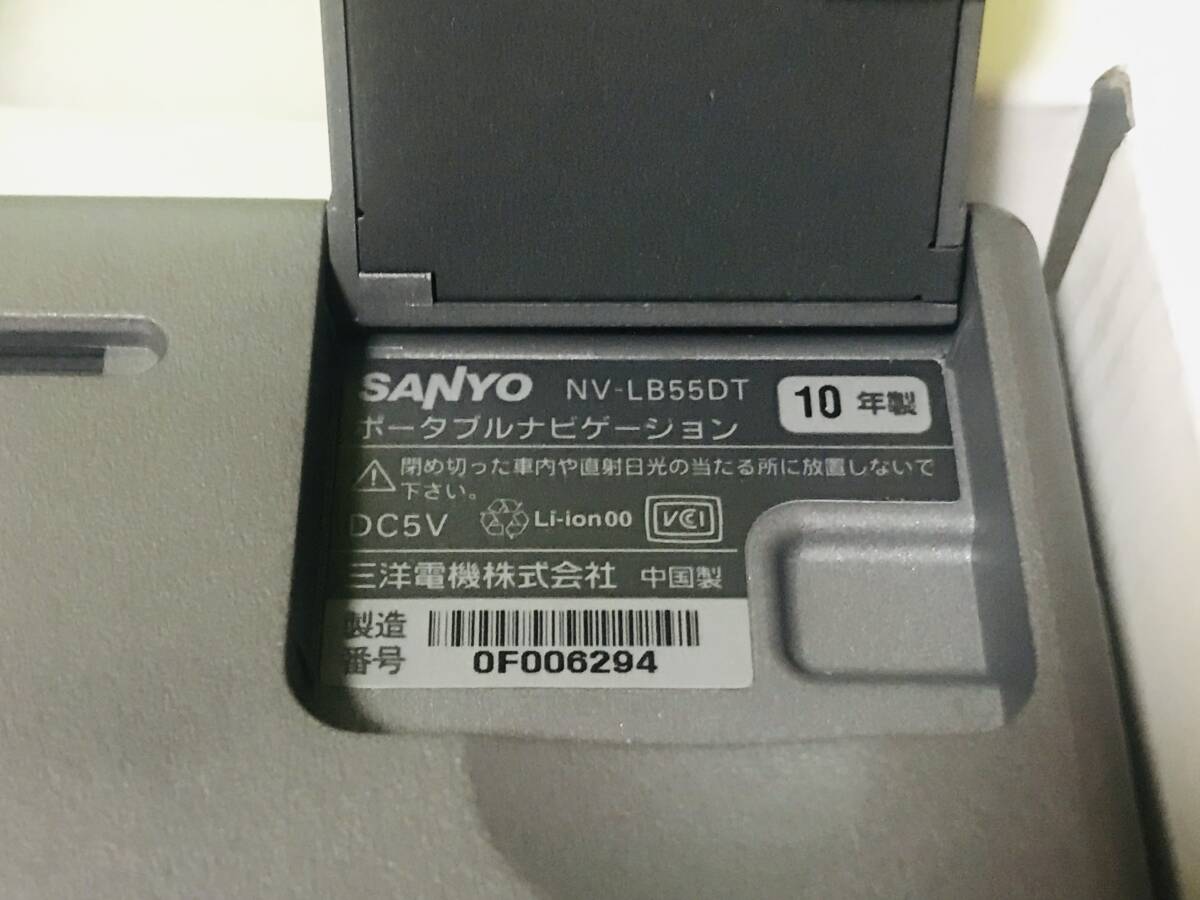 SANYO NV-LB55DT 10 年製
ポータブルナビゲーション
閉め切った車内や直射日光の当たる所に放置しないで
下さい。
DC5V Li-ion00 VCI
三洋電機株式会社 中国製
製造
番号
0F006294